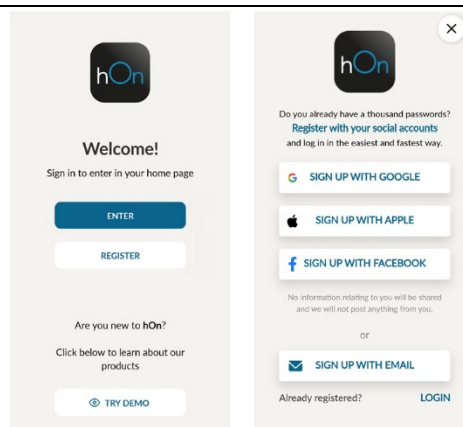 hOn
Welcome!
Sign in to enter in your home page
ENTER
REGISTER
Are you new to hOn?
Click below to learn about our
products
TRY DEMO
hOn
Do you already have a thousand passwords?
Register with your social accounts
and log in in the easiest and fastest way.
SIGN UP WITH GOOGLE
SIGN UP WITH APPLE
SIGN UP WITH FACEBOOK
No information relating to you will be shared
and we will not post anything from you.
or
SIGN UP WITH EMAIL
Already registered? LOGIN